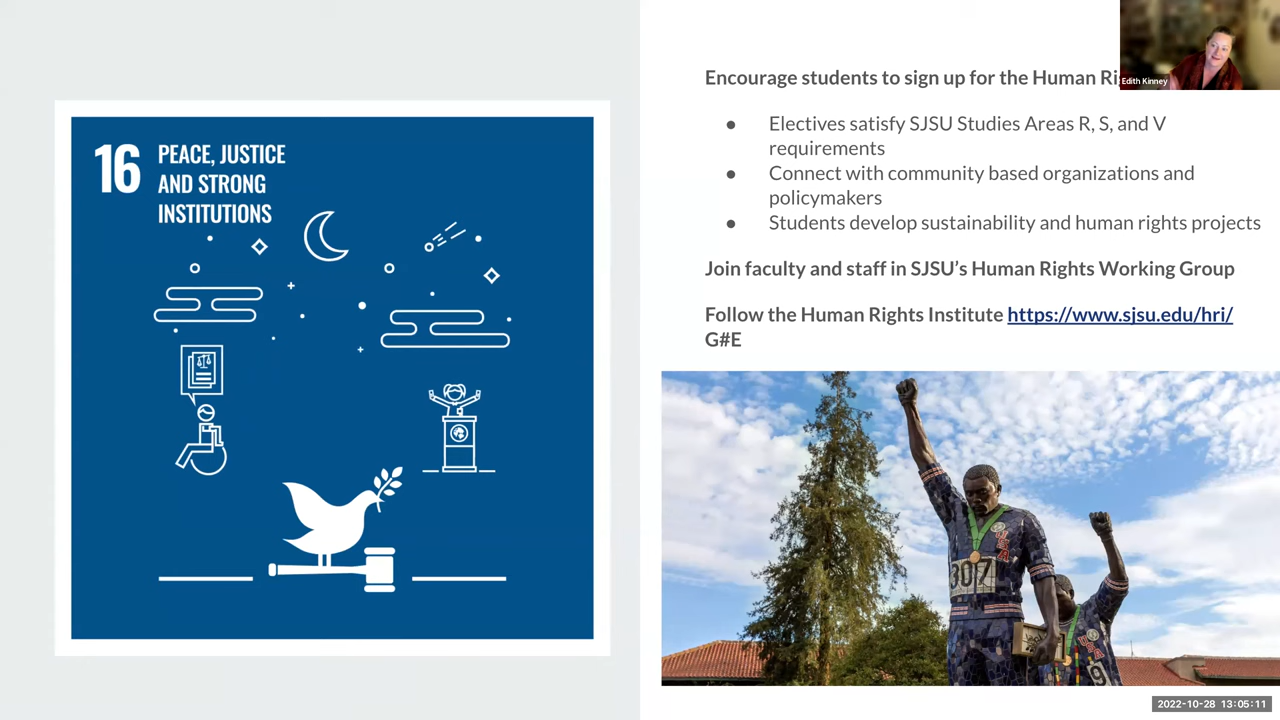 16 PEACE, JUSTICE
AND STRONG
INSTITUTIONS
Encourage students to sign up for the Human
Edith Kinney
● Electives satisfy SJSU Studies Areas R, S, and V
requirements
● Connect with community based organizations and
policymakers
● Students develop sustainability and human rights projects
Join faculty and staff in SJSU's Human Rights Working Group
Follow the Human Rights Institute https://www.sjsu.edu/hri/
G#E
USA
307
USA
2022-10-28 13:05:11